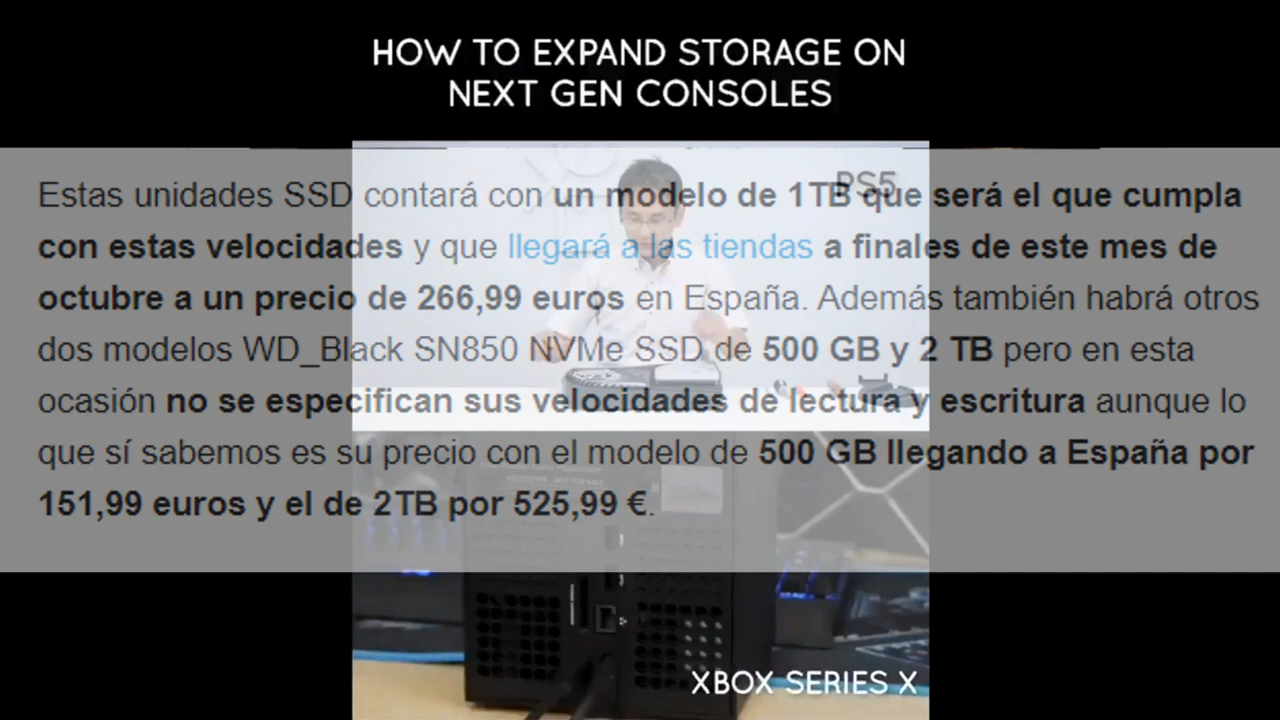 HOW TO EXPAND STORAGE ON
NEXT GEN CONSOLES
PS5
Estas unidades SSD contará con un modelo de 1TB que será el que cumpla
con estas velocidades y que llegará a las tiendas a finales de este mes de
octubre a un precio de 266,99 euros en España. Además también habrá otros
dos modelos WD_Black SN850 NVMe SSD de 500 GB y 2 TB pero en esta
ocasión no se especifican sus velocidades de lectura y escritura aunque lo
que sí sabemos es su precio con el modelo de 500 GB llegando a España por
151,99 euros y el de 2TB por 525,99 €.
XBOX SERIES X